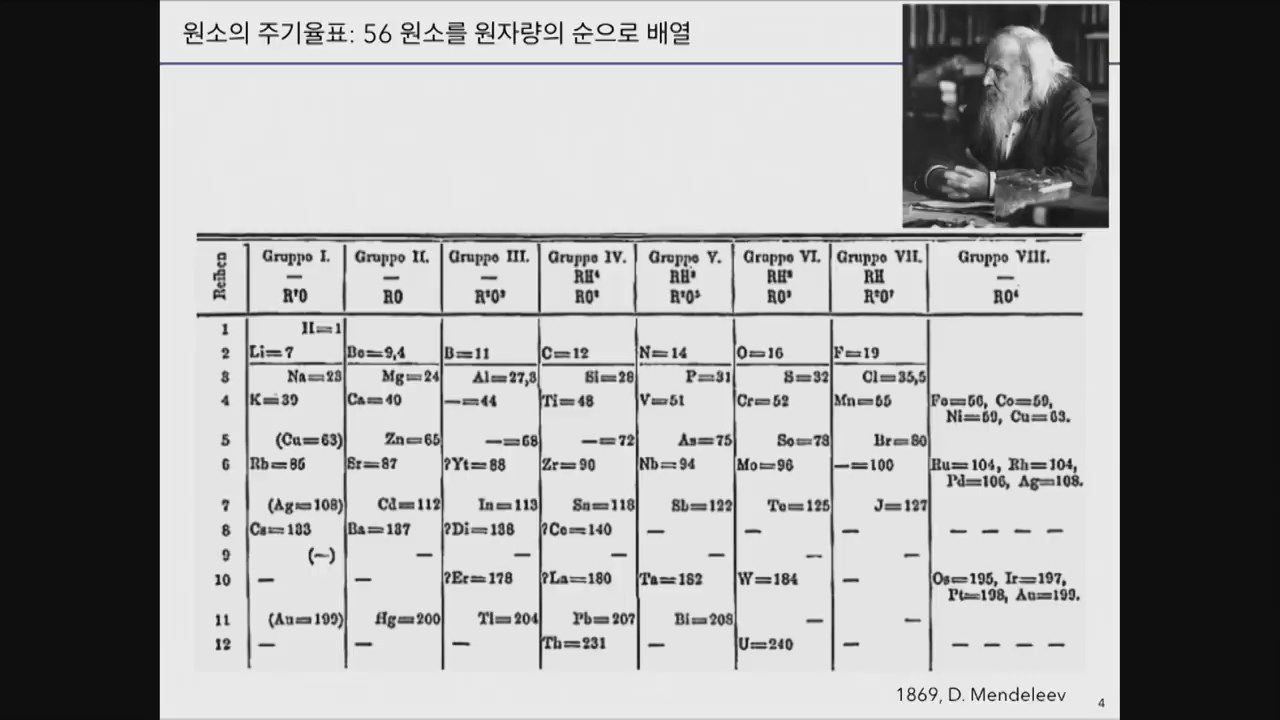 원소의 주기율표: 56 원소를 원자량의 순으로 배열
Reihen Gruppo I. Gruppo II. Gruppo III. Gruppo IV. Gruppo V. Gruppo VI. Gruppo VII. Gruppo VIII.
— — — RH⁴ RH³ RH² RH —
R²O RO R²O³ RO² R²O⁵ RO³ R²O⁷ RO⁴
1 H=1
2 Li=7 Be=9,4 B=11 C=12 N=14 O=16 F=19
3 Na=23 Mg=24 Al=27,3 Si=28 P=31 S=32 Cl=35,5
4 K=39 Ca=40 —=44 Ti=48 V=51 Cr=52 Mn=55 Fe=56, Co=59,
Ni=59, Cu=63.
5 (Cu=63) Zn=65 —=68 —=72 As=75 Se=78 Br=80
6 Rb=85 Sr=87 ?Yt=88 Zr=90 Nb=94 Mo=96 —=100 Ru=104, Rh=104,
Pd=106, Ag=108.
7 (Ag=108) Cd=112 In=113 Sn=118 Sb=122 Te=125 J=127
8 Cs=133 Ba=137 ?Di=138 ?Ce=140 — — — — — — —
9 (—) — — — — — —
10 — — ?Er=178 ?La=180 Ta=182 W=184 — Os=195, Ir=197,
Pt=198, Au=199.
11 (Au=199) Hg=200 Tl=204 Pb=207 Bi=208 — —
12 — — — Th=231 — U=240 — — — — —
1869, D. Mendeleev
4